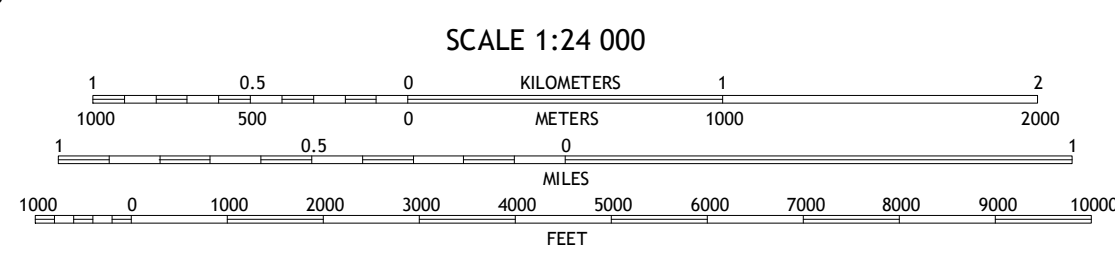 SCALE 1:24 000
1 0.5 0 KILOMETERS 1 2
1000 500 0 METERS 1000 2000
1 0.5 0 1
MILES
1000 0 1000 2000 3000 4000 5000 6000 7000 8000 9000 10000
FEET